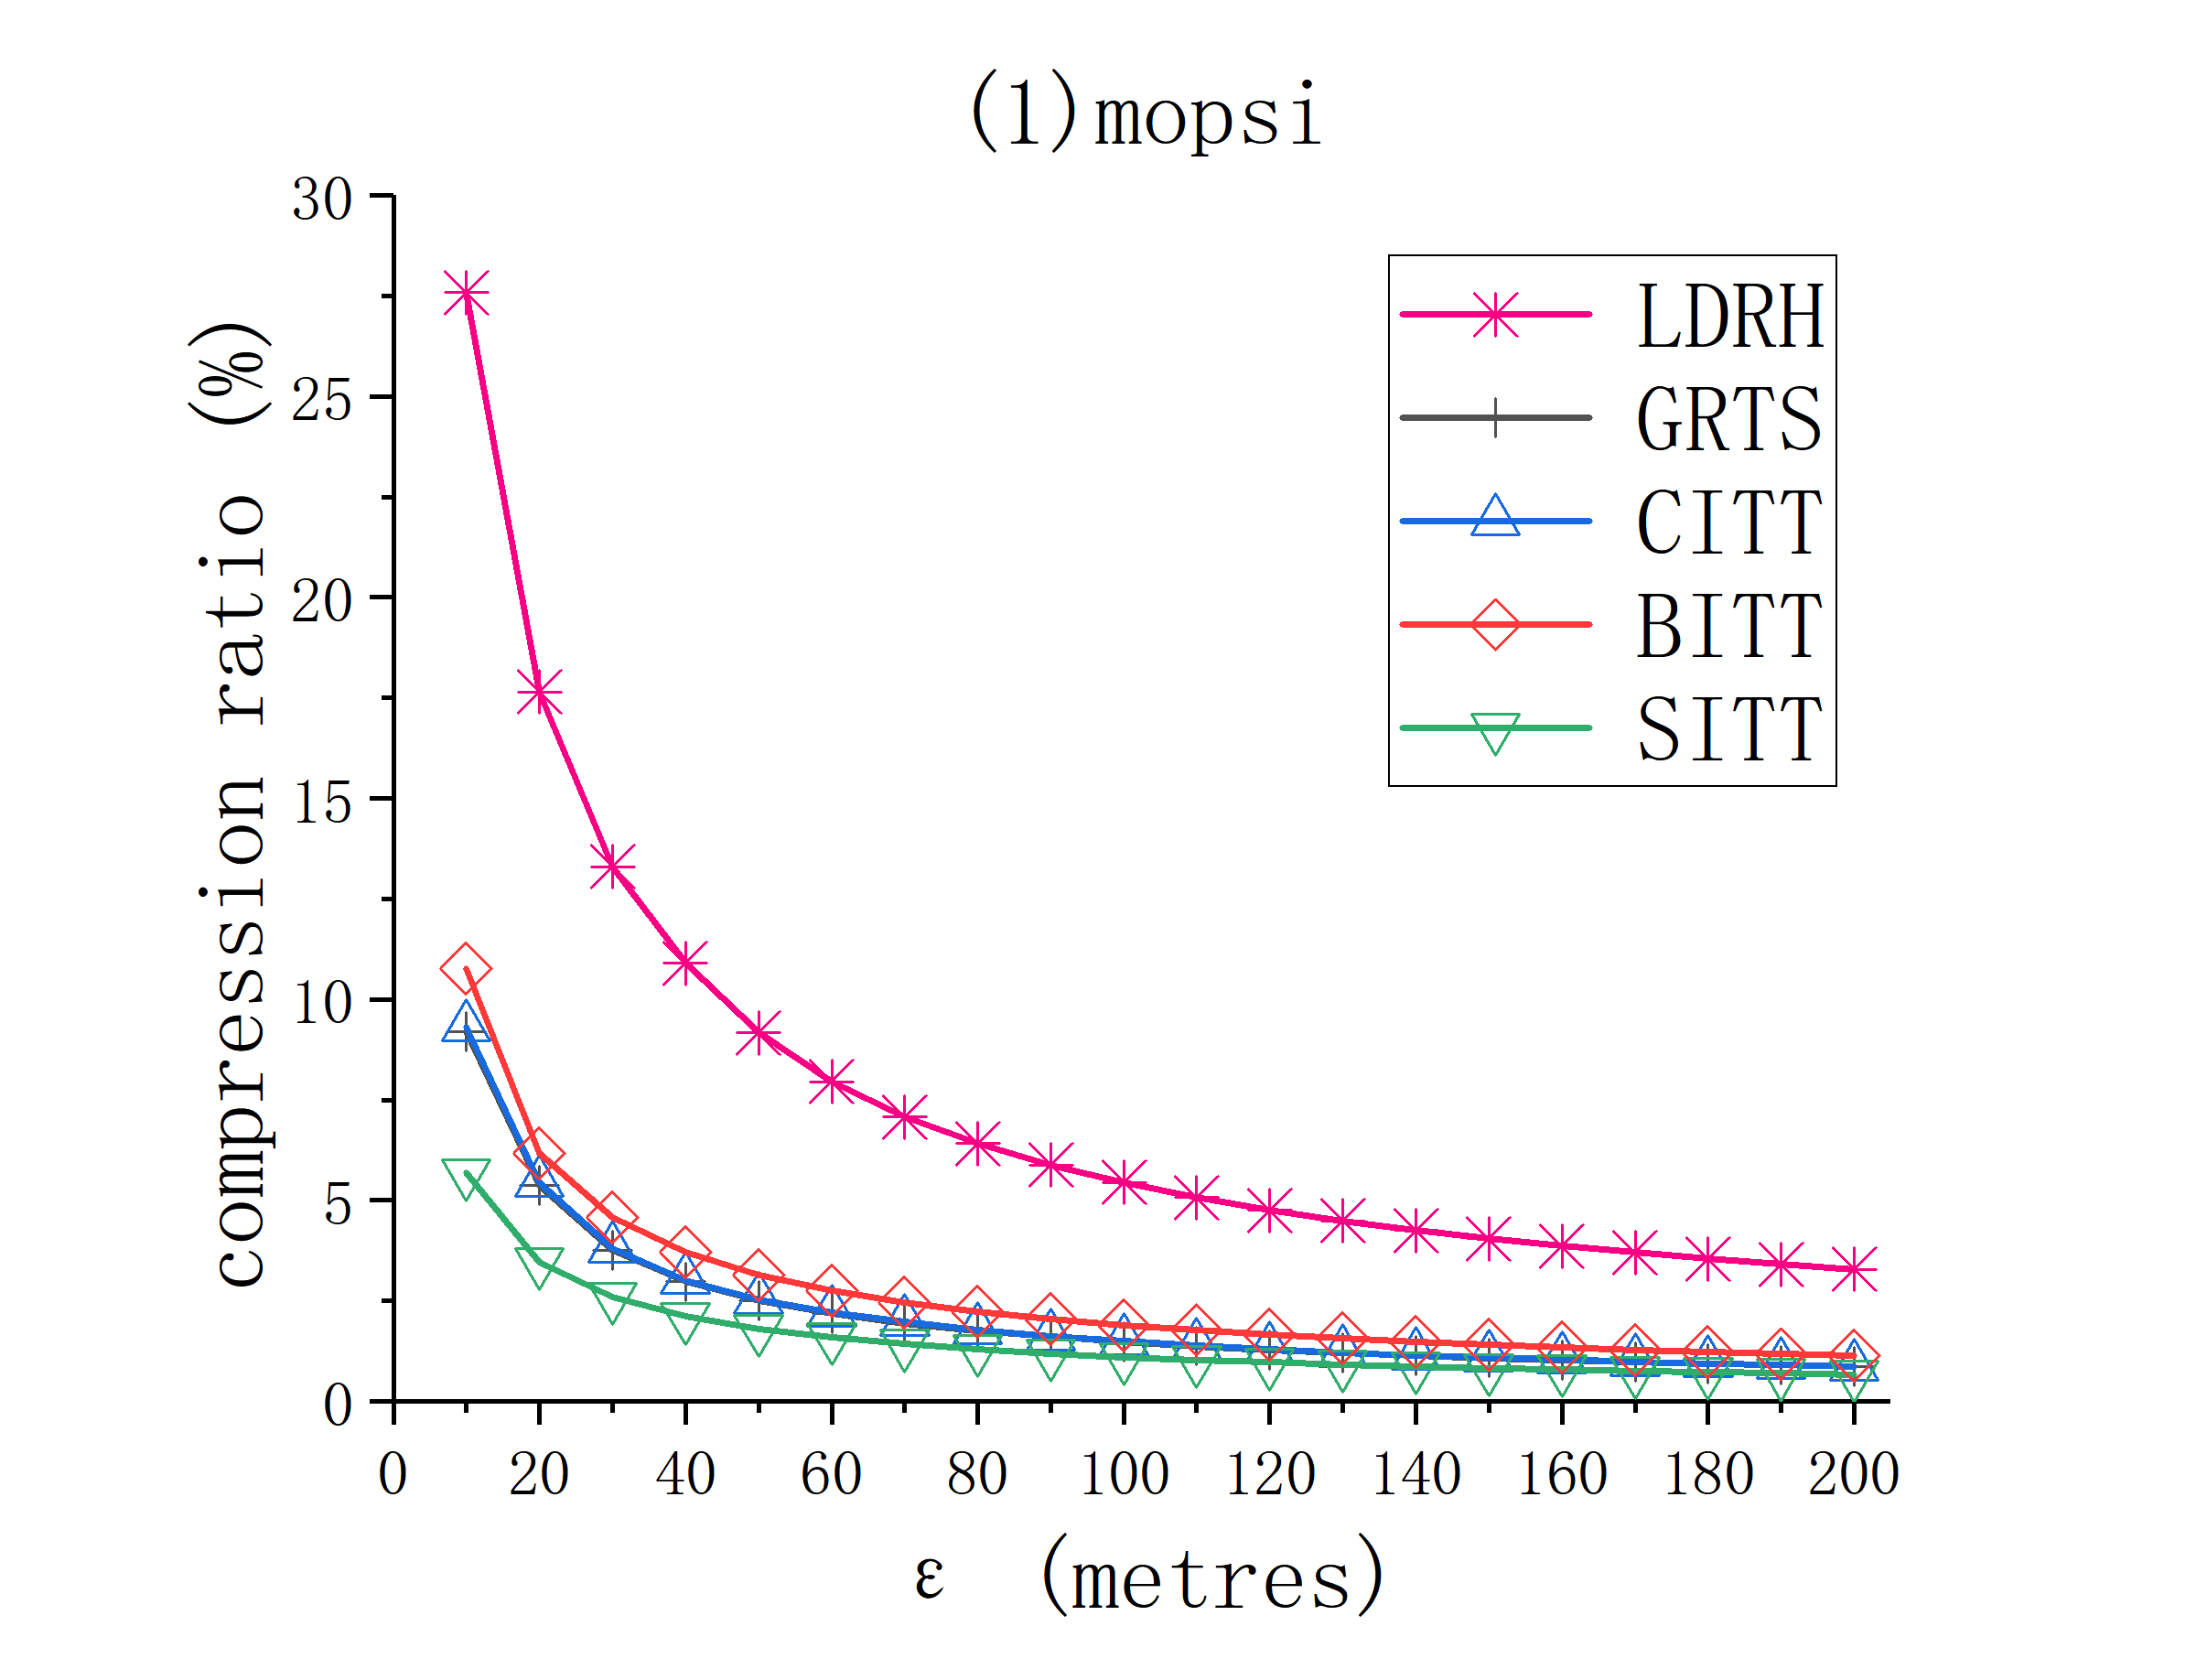 (1)mopsi
compression ratio (%)
30
25
20
15
10
5
0
0 20 40 60 80 100 120 140 160 180 200
ε (metres)
LDRH
GRTS
CITT
BITT
SITT